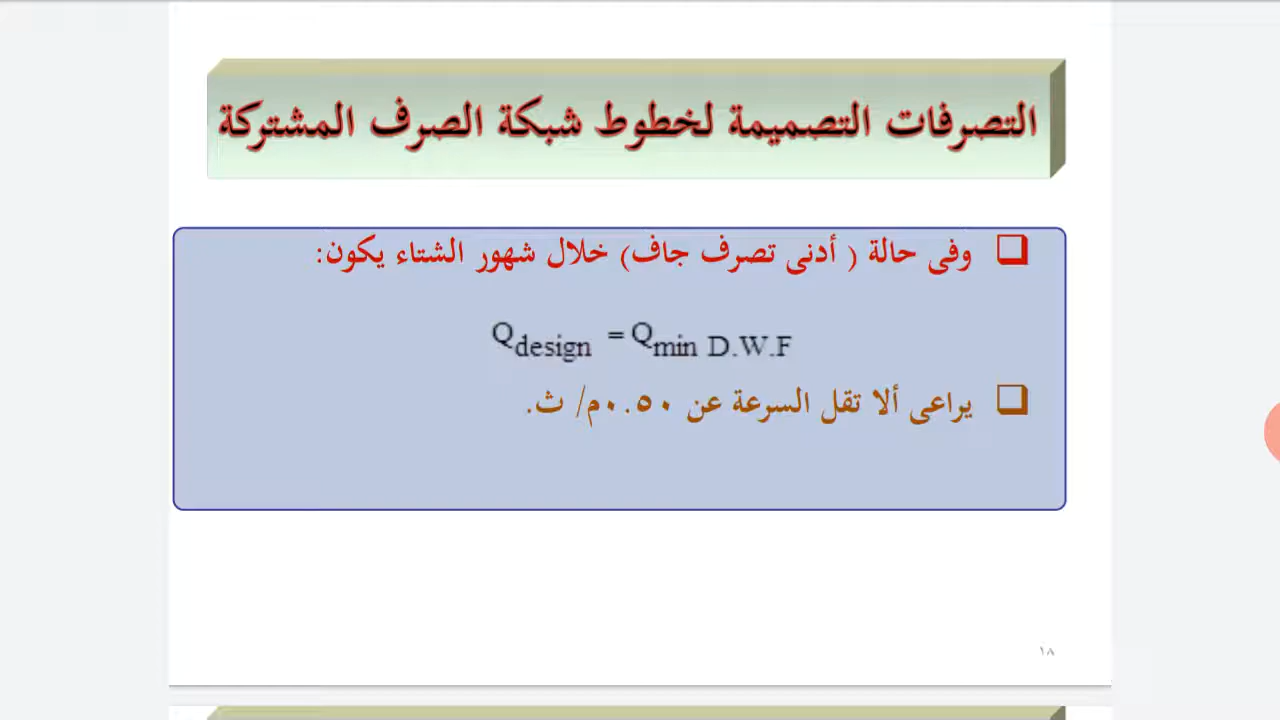 التصرفات التصميمة لخطوط شبكة الصرف المشتركة
❑ وفى حالة ( أدنى تصرف جاف) خلال شهور الشتاء يكون:
Qdesign = Qmin D.W.F
❑ يراعى ألا تقل السرعة عن ٠.٥٠م/ ث.
١٨